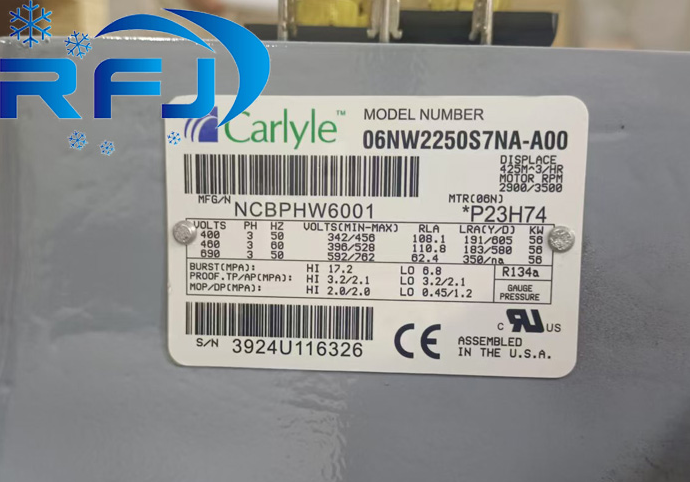 RFJ
Carlyle™
MODEL NUMBER
06NW2250S7NA-A00
DISPLACE
425M^3/HR
MOTOR RPM
2900/3500
MFG/N
NCBPHW6001
MTR(06N)
*P23H74
VOLTS PH HZ VOLTS(MIN-MAX) RLA LRA(Y/D) KW
400 3 50 342/456 108.1 191/605 56
460 3 60 396/528 110.8 183/580 56
690 3 50 592/762 62.4 350/na 56
BURST(MPA): HI 17.2 LO 6.8
PROOF.TP/AP(MPA): HI 3.2/2.1 LO 3.2/2.1
MOP/OP(MPA): HI 2.0/2.0 LO 0.45/1.2
R134a
GAUGE
PRESSURE
S/N 3924U116326
CE
c UR US
ASSEMBLED
IN THE U.S.A.